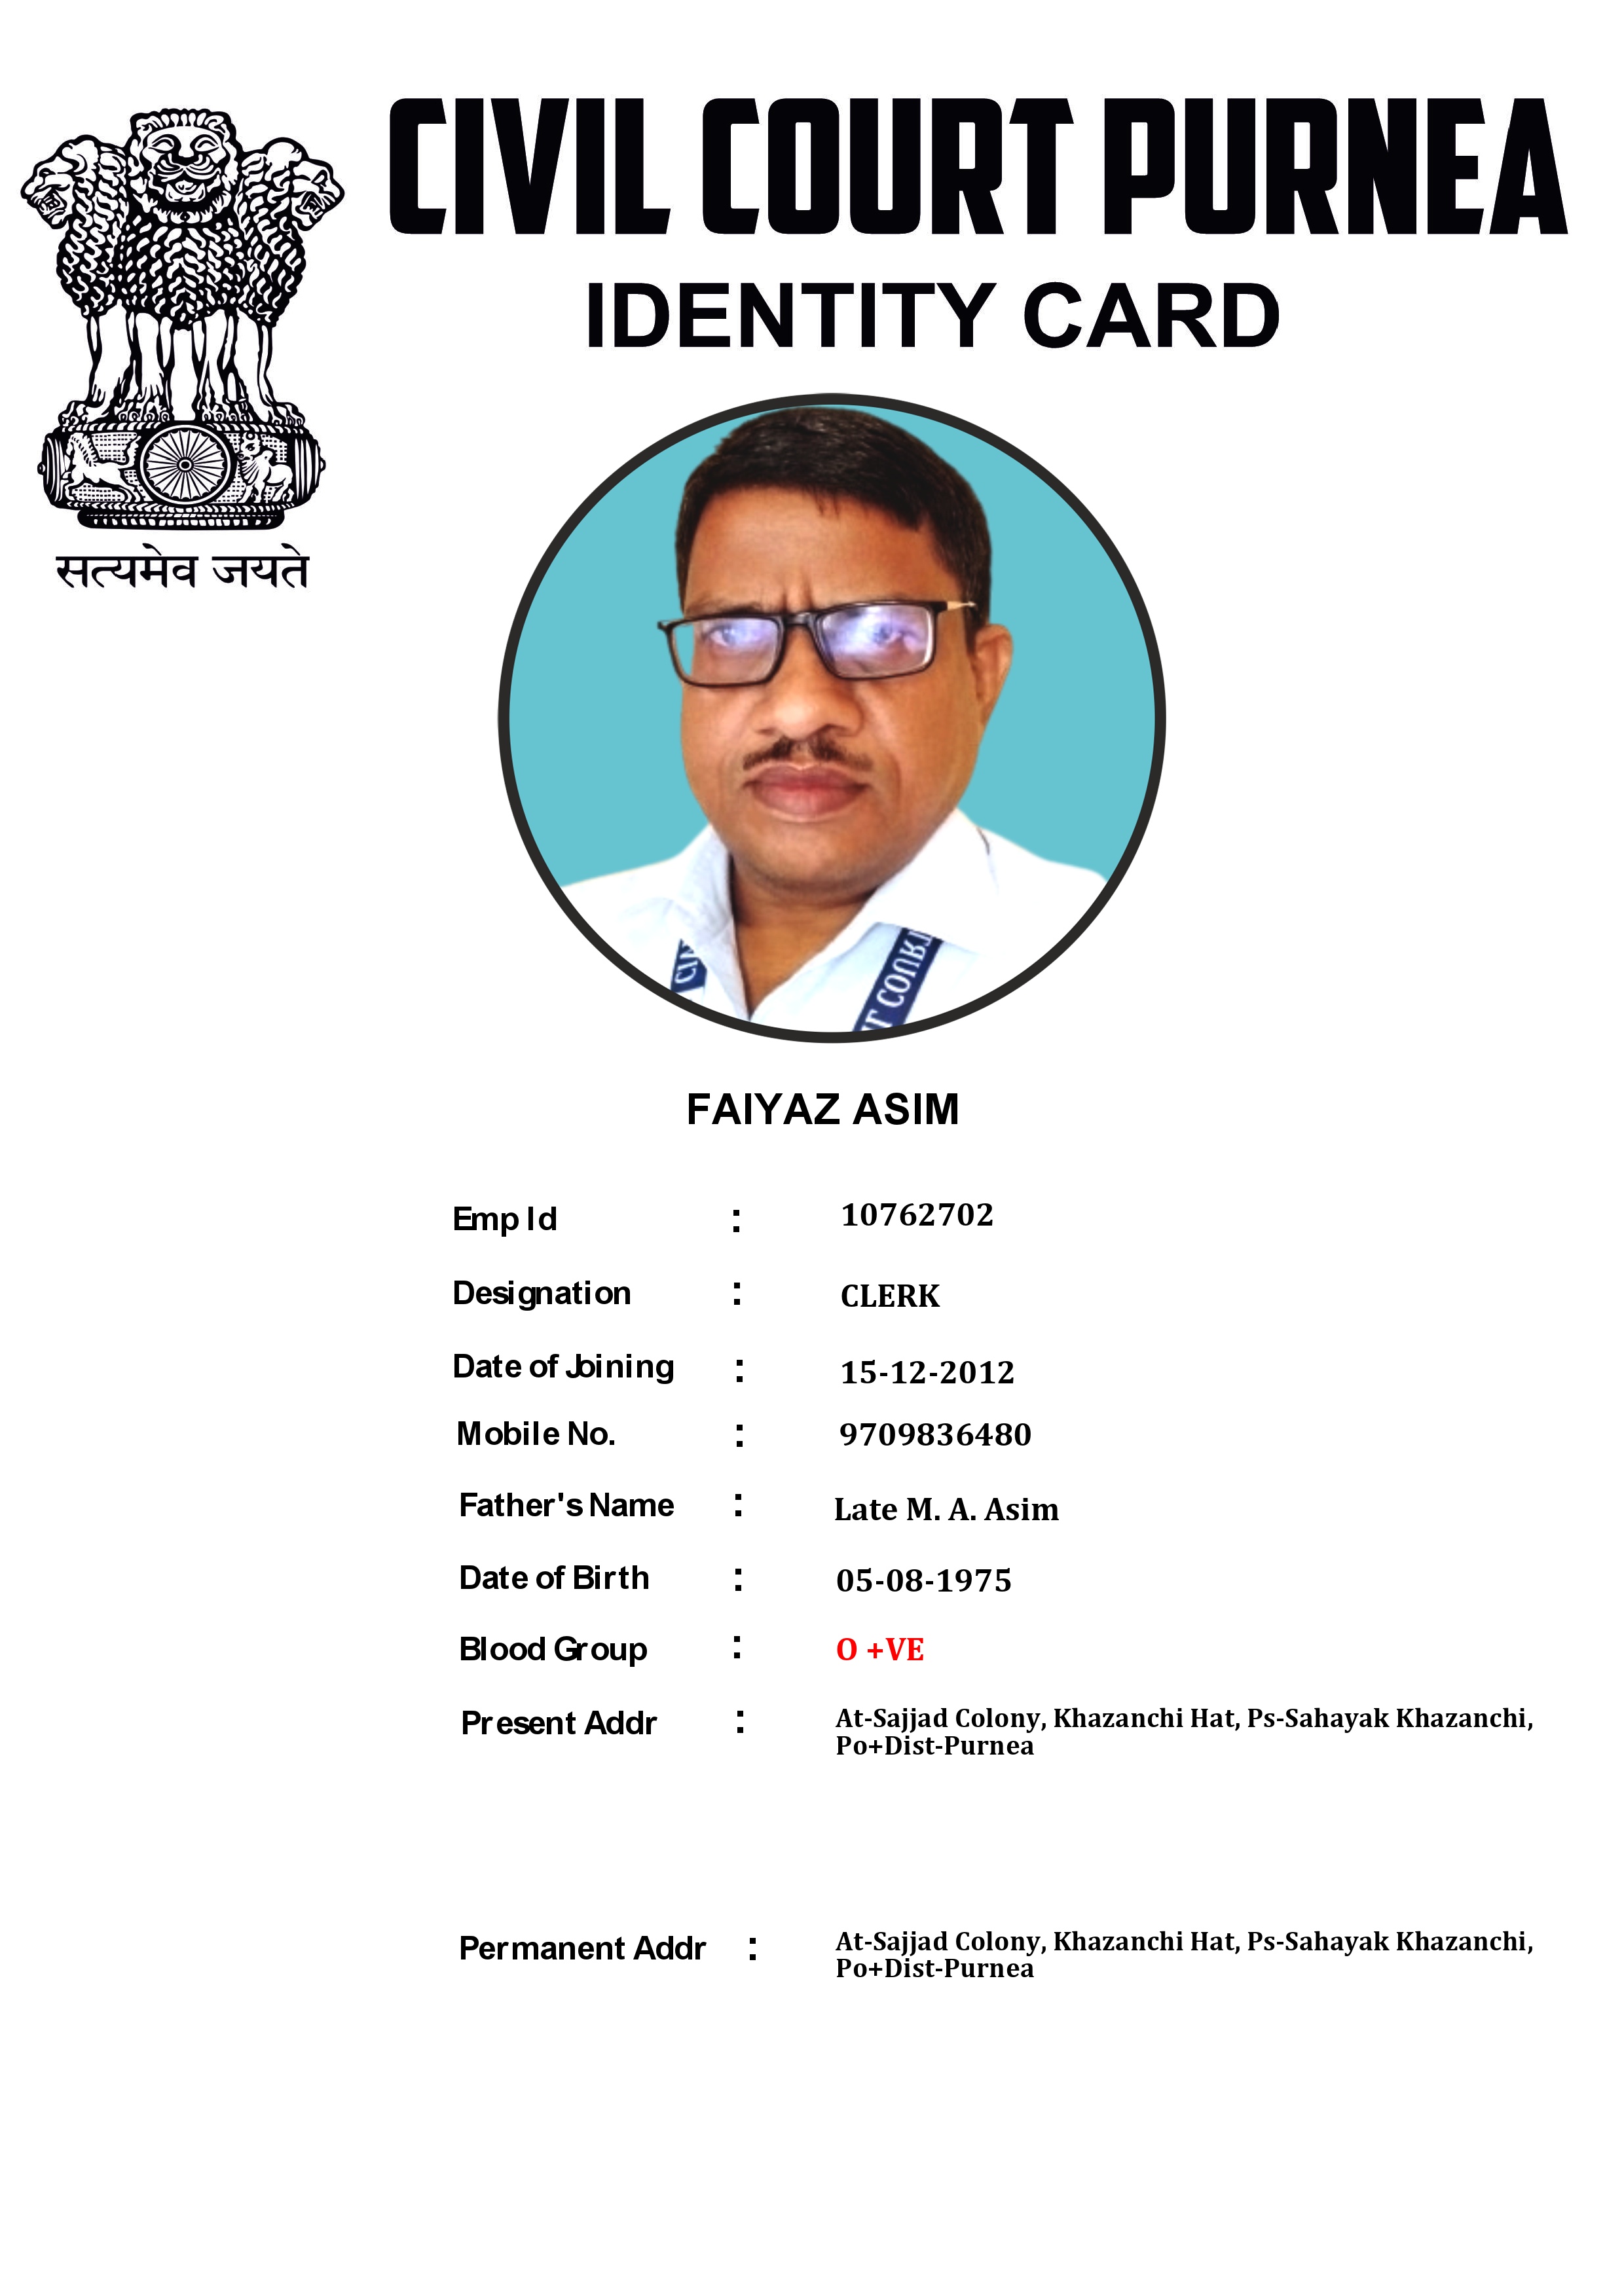 CIVIL COURT PURNEA
IDENTITY CARD
सत्यमेव जयते
CIV
COURT
FAIYAZ ASIM
Emp Id : 10762702
Designation : CLERK
Date of Joining : 15-12-2012
Mobile No. : 9709836480
Father's Name : Late M. A. Asim
Date of Birth : 05-08-1975
Blood Group : O +VE
Present Addr : At-Sajjad Colony, Khazanchi Hat, Ps-Sahayak Khazanchi,
Po+Dist-Purnea
Permanent Addr : At-Sajjad Colony, Khazanchi Hat, Ps-Sahayak Khazanchi,
Po+Dist-Purnea